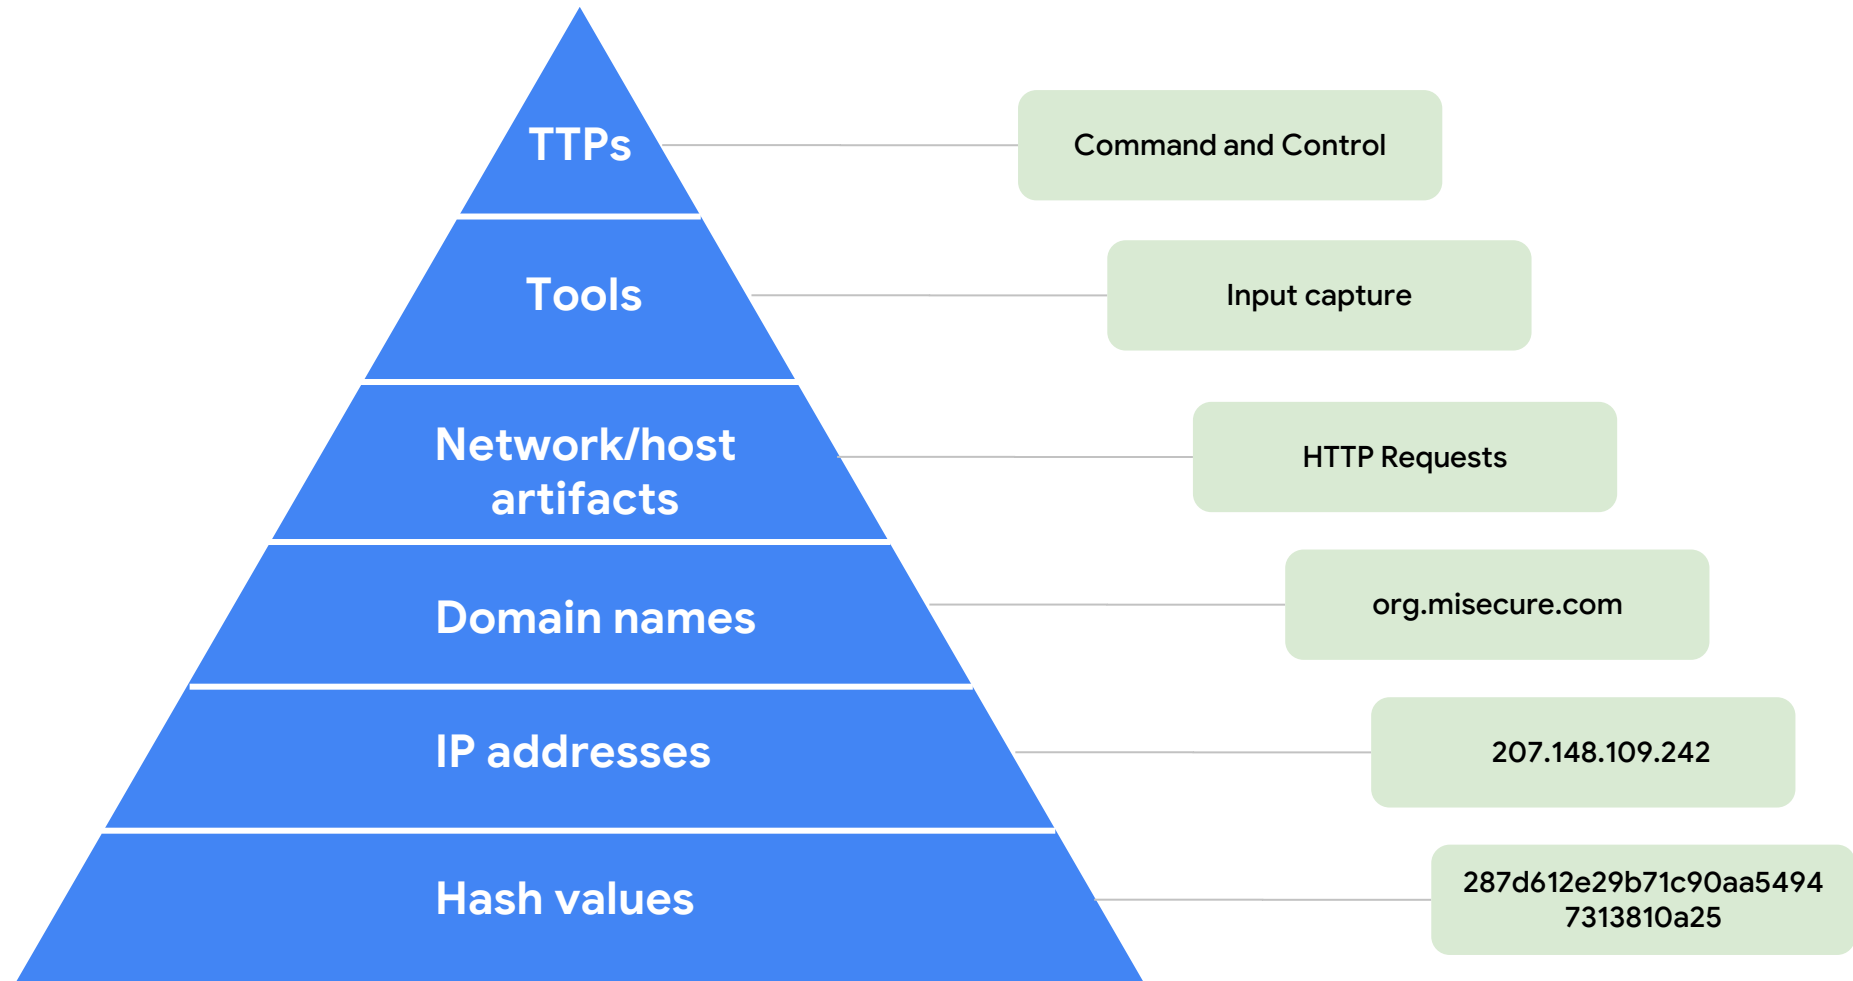 TTPs
Command and Control
Tools
Input capture
Network/host
artifacts
HTTP Requests
Domain names
org.misecure.com
IP addresses
207.148.109.242
Hash values
287d612e29b71c90aa5494
7313810a25